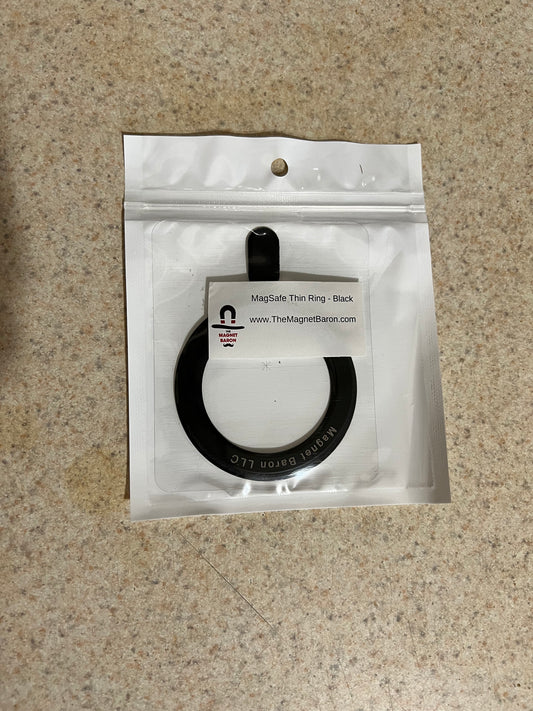 MagSafe Thin Ring - Black
www.TheMagnetBaron.com
THE
MAGNET
BARON
Magnet Baron LLC